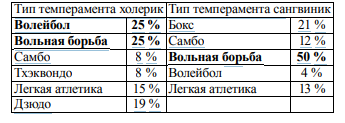 Тип темперамента холерик Тип темперамента сангвиник
Волейбол 25 % Бокс 21 %
Вольная борьба 25 % Самбо 12 %
Самбо 8 % Вольная борьба 50 %
Тхэквондо 8 % Волейбол 4 %
Легкая атлетика 15 % Легкая атлетика 13 %
Дзюдо 19 %